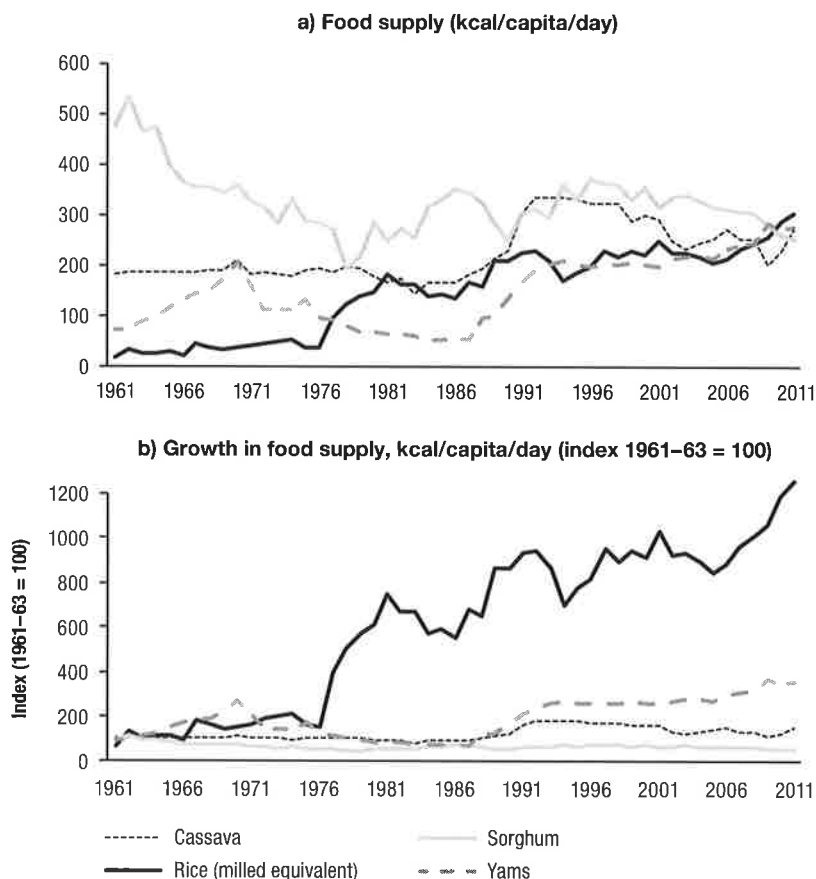 a) Food supply (kcal/capita/day)
600
500
400
300
200
100
0
1961 1966 1971 1976 1981 1986 1991 1996 2001 2006 2011
b) Growth in food supply, kcal/capita/day (index 1961–63 = 100)
Index (1961–63 = 100)
1200
1000
800
600
400
200
0
1961 1966 1971 1976 1981 1986 1991 1996 2001 2006 2011
Cassava Sorghum
Rice (milled equivalent) Yams